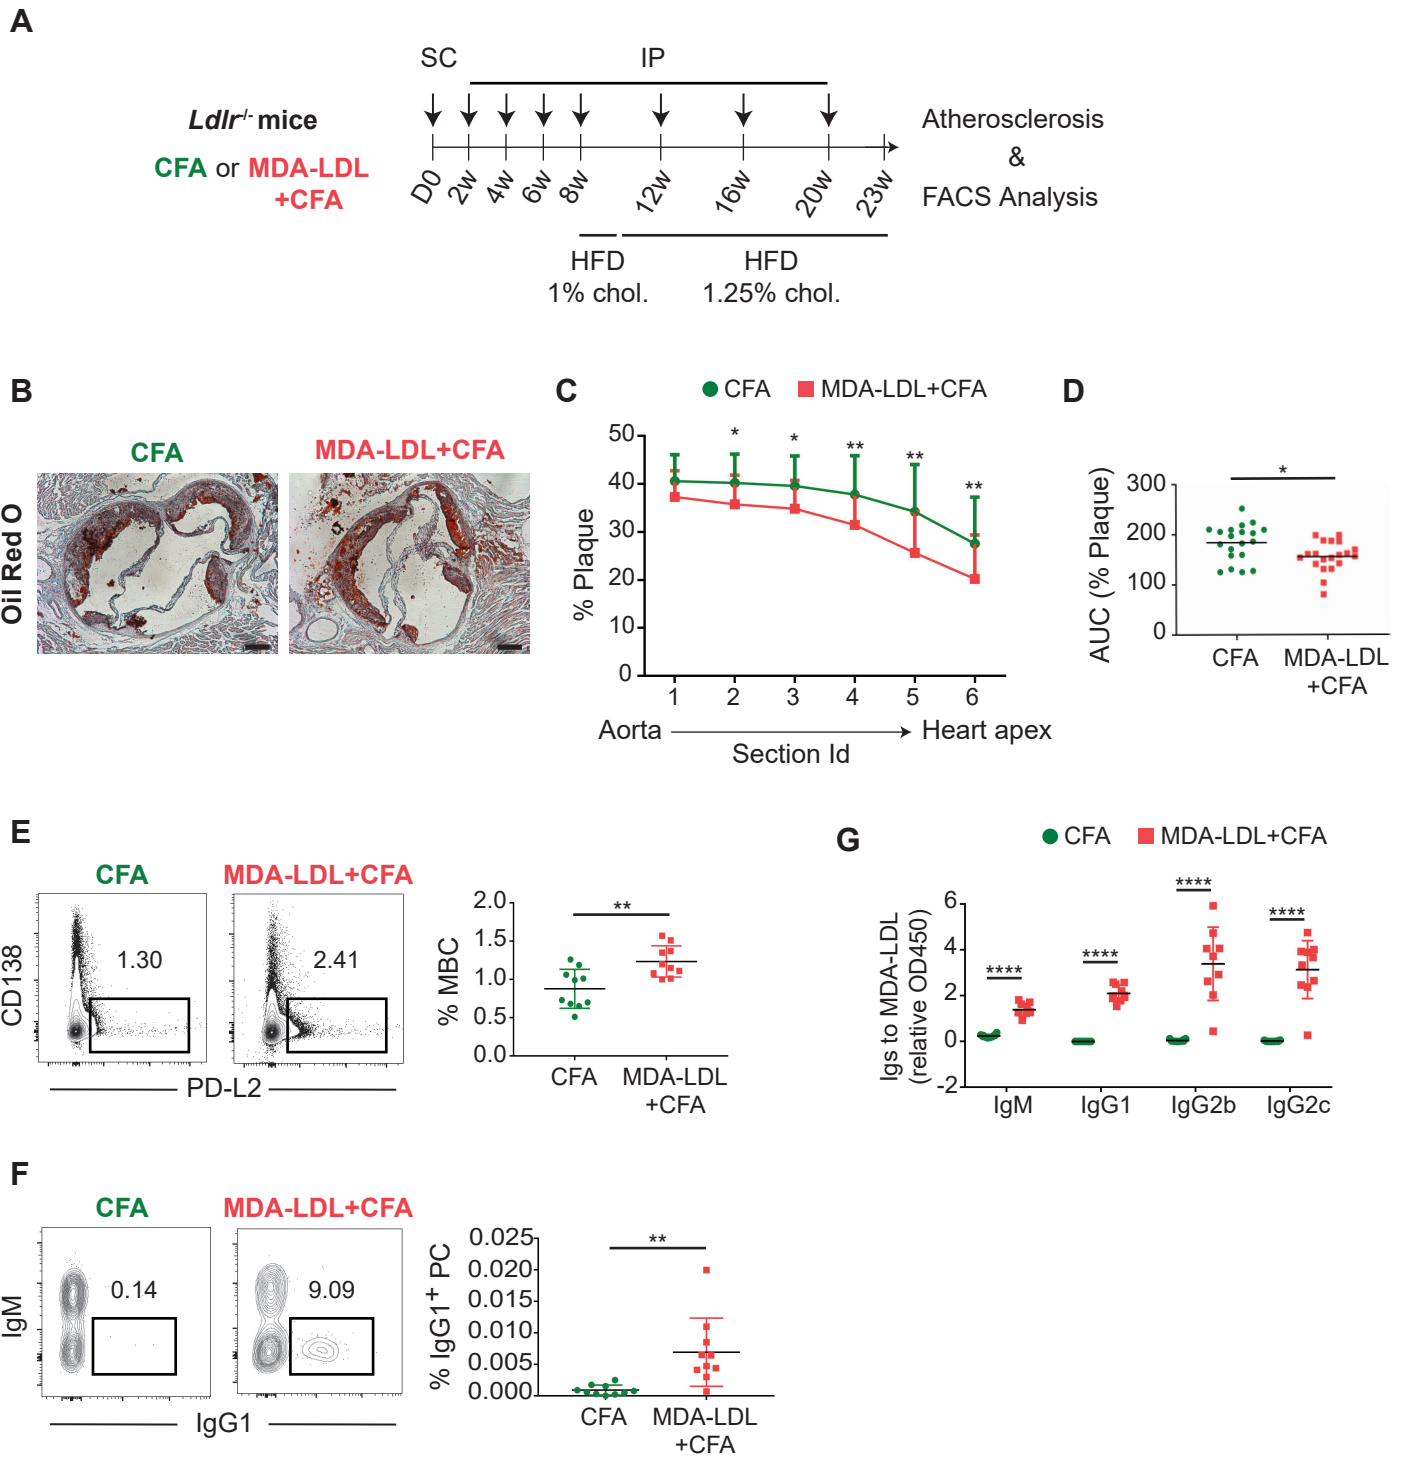 A
SC
IP
Ldlr-/- mice
CFA or MDA-LDL
+CFA
D0
2w
4w
6w
8w
12w
16w
20w
23w
Atherosclerosis
&
FACS Analysis
HFD
1% chol.
HFD
1.25% chol.
B
Oil Red O
CFA
MDA-LDL+CFA
C
CFA
MDA-LDL+CFA
% Plaque
50
40
30
20
10
0
*
*
**
**
**
1
2
3
4
5
6
Aorta
Heart apex
Section Id
D
AUC (% Plaque)
300
200
100
0
*
CFA
MDA-LDL
+CFA
E
CFA
MDA-LDL+CFA
CD138
1.30
2.41
PD-L2
% MBC
2.0
1.5
1.0
0.5
0.0
**
CFA
MDA-LDL
+CFA
G
CFA
MDA-LDL+CFA
Igs to MDA-LDL
(relative OD450)
6
4
2
0
-2
****
****
****
****
IgM
IgG1
IgG2b
IgG2c
F
CFA
MDA-LDL+CFA
IgM
0.14
9.09
IgG1
% IgG1+ PC
0.025
0.020
0.015
0.010
0.005
0.000
**
CFA
MDA-LDL
+CFA